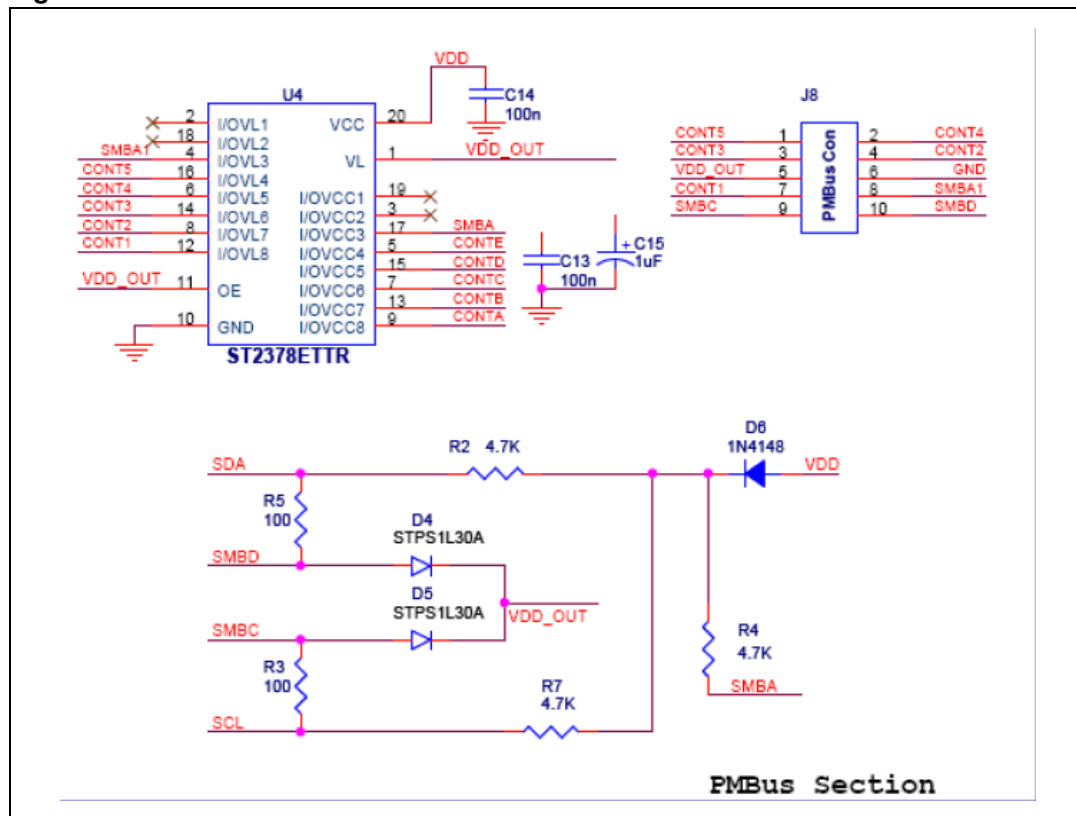 VDD
U4
C14
100n
2 I/OVL1 VCC 20
18 I/OVL2
SMBA1 4 I/OVL3 VL 1 VDD_OUT
CONT5 16 I/OVL4
CONT4 6 I/OVL5 I/OVCC1 19
CONT3 14 I/OVL6 I/OVCC2 3
CONT2 8 I/OVL7 I/OVCC3 17 SMBA
CONT1 12 I/OVL8 I/OVCC4 5 CONTE
I/OVCC5 15 CONTD
VDD_OUT 11 OE I/OVCC6 7 CONTC
I/OVCC7 13 CONTB
10 GND I/OVCC8 9 CONTA
ST2378ETTR
C13
100n
+ C15
1uF
J8
CONT5 1 2 CONT4
CONT3 3 4 CONT2
VDD_OUT 5 6 GND
CONT1 7 8 SMBA1
SMBC 9 10 SMBD
PMBus Con
SDA
R2 4.7K
D6
1N4148
VDD
R5
100
D4
STPS1L30A
SMBD
D5
STPS1L30A
VDD_OUT
SMBC
R3
100
R4
4.7K
SMBA
R7
4.7K
SCL
PMBus Section